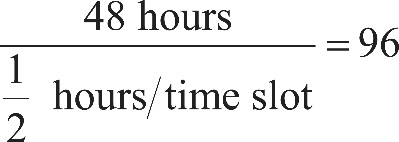 48 hours
1/2 hours/time slot = 96